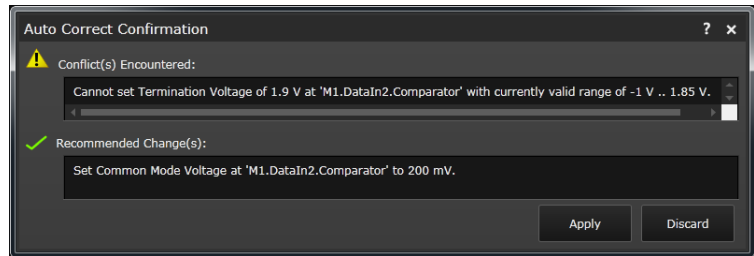 Auto Correct Confirmation ? ×
Conflict(s) Encountered:
Cannot set Termination Voltage of 1.9 V at 'M1.DataIn2.Comparator' with currently valid range of -1 V .. 1.85 V.
Recommended Change(s):
Set Common Mode Voltage at 'M1.DataIn2.Comparator' to 200 mV.
Apply Discard